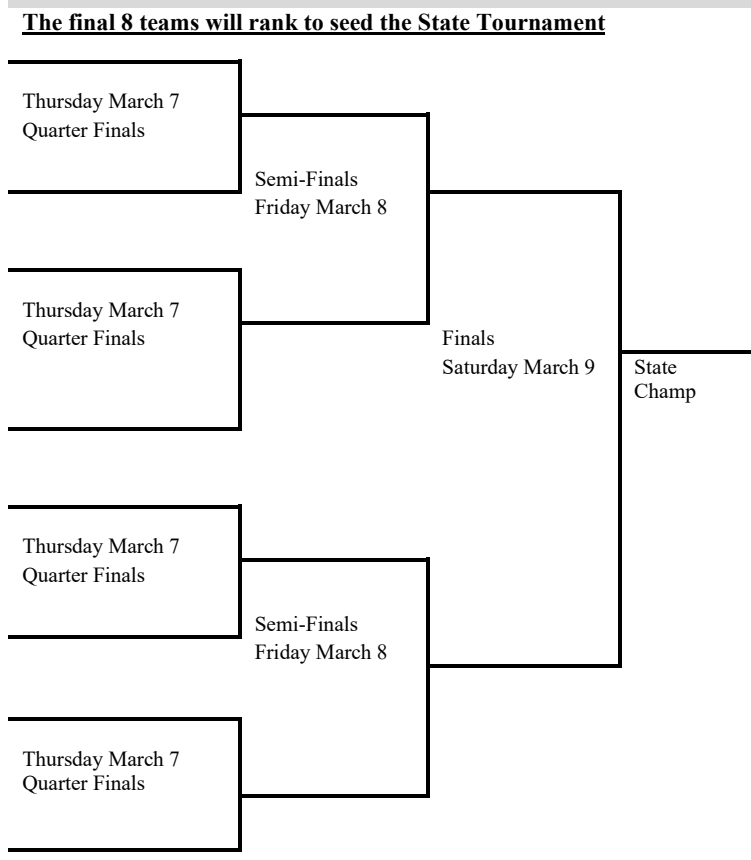 The final 8 teams will rank to seed the State Tournament
Thursday March 7
Quarter Finals
Semi-Finals
Friday March 8
Thursday March 7
Quarter Finals
Finals
Saturday March 9
State
Champ
Thursday March 7
Quarter Finals
Semi-Finals
Friday March 8
Thursday March 7
Quarter Finals